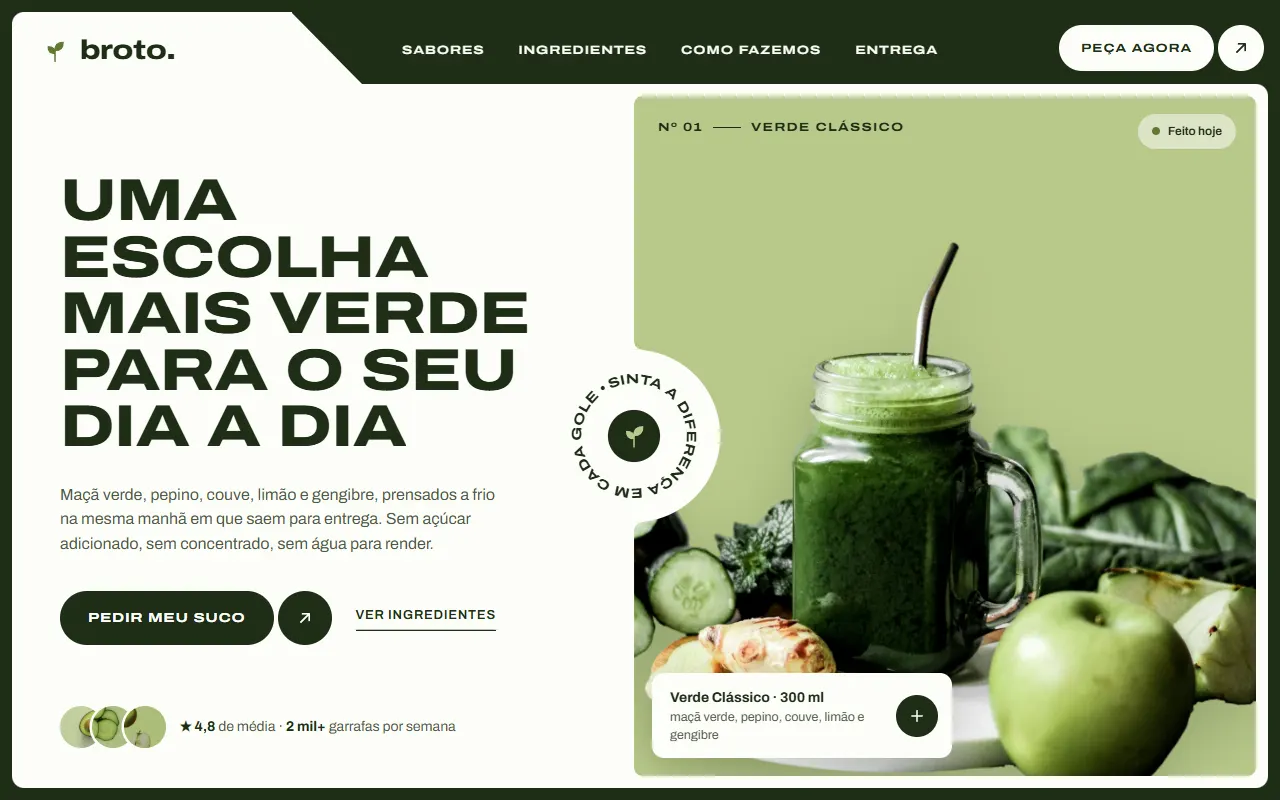 broto.
SABORES
INGREDIENTES
COMO FAZEMOS
ENTREGA
PEÇA AGORA
UMA
ESCOLHA
MAIS VERDE
PARA O SEU
DIA A DIA
Maçã verde, pepino, couve, limão e gengibre, prensados a frio
na mesma manhã em que saem para entrega. Sem açúcar
adicionado, sem concentrado, sem água para render.
PEDIR MEU SUCO
VER INGREDIENTES
★ 4,8 de média · 2 mil+ garrafas por semana
Nº 01 — VERDE CLÁSSICO
Feito hoje
SINTA A DIFERENÇA EM CADA GOLE •
Verde Clássico · 300 ml
maçã verde, pepino, couve, limão e
gengibre